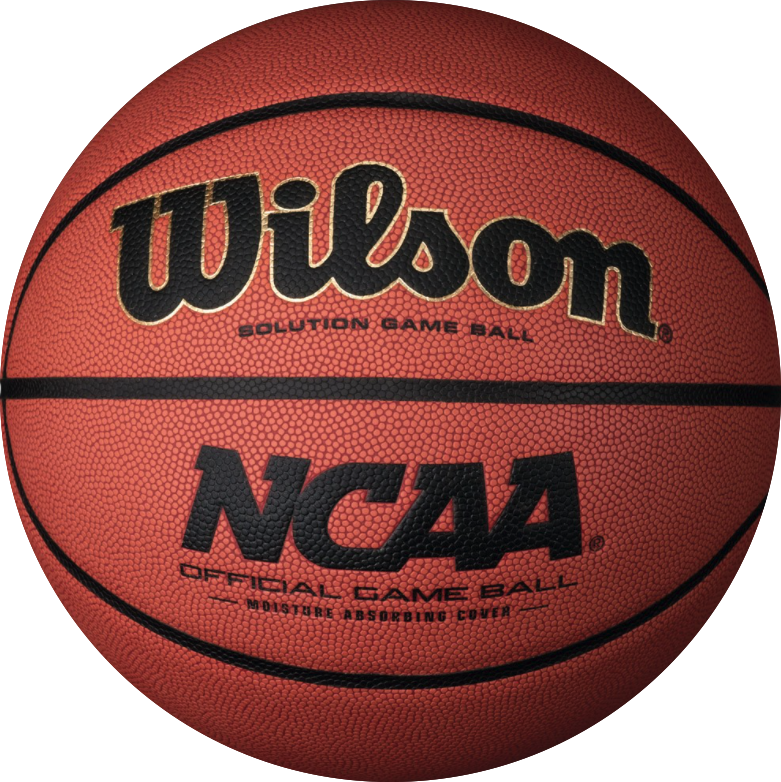 Wilson®
SOLUTION GAME BALL
NCAA®
OFFICIAL GAME BALL
MOISTURE ABSORBING COVER